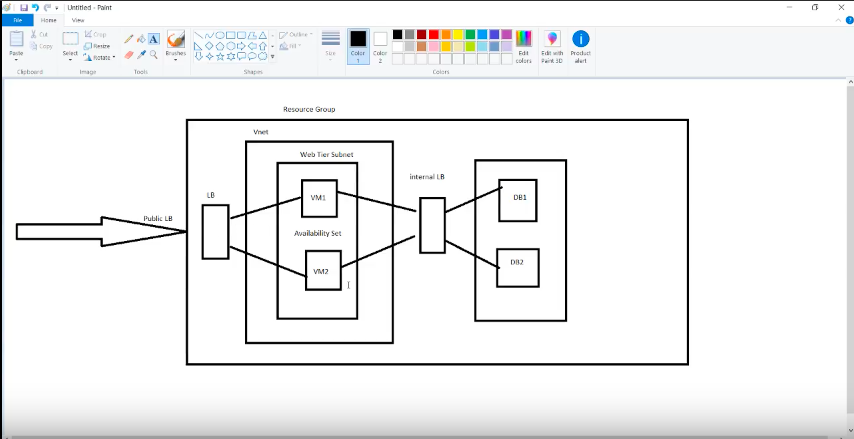 Untitled - Paint
File
Home
View
Paste
Cut
Copy
Clipboard
Select
Crop
Resize
Rotate
Image
A
Tools
Brushes
Shapes
Outline
Fill
Size
Color
1
Color
2
Colors
Edit
colors
Edit with
Paint 3D
Product
alert
Resource Group
Vnet
Web Tier Subnet
internal LB
LB
VM1
DB1
Public LB
Availability Set
VM2
DB2